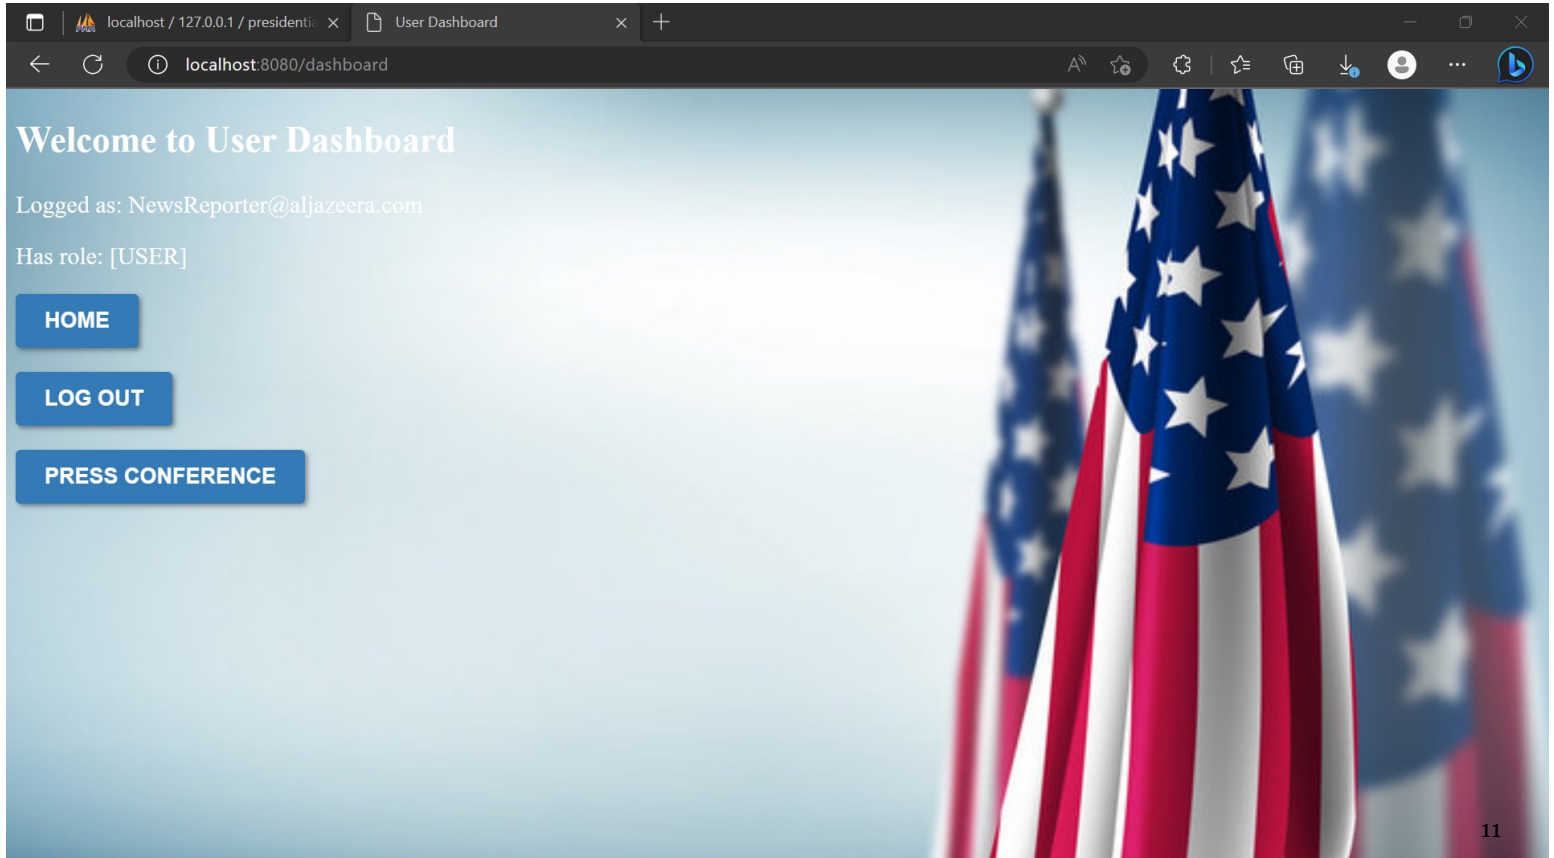 localhost / 127.0.0.1 / presidentia
User Dashboard
localhost:8080/dashboard
Welcome to User Dashboard
Logged as: NewsReporter@aljazeera.com
Has role: [USER]
HOME
LOG OUT
PRESS CONFERENCE
11